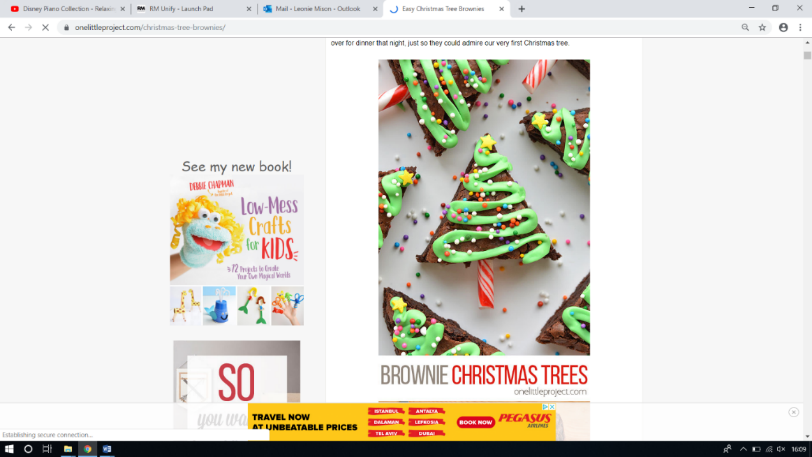 Disney Piano Collection - Relaxin
RM Unify - Launch Pad
Mail - Leonie Mison - Outlook
Easy Christmas Tree Brownies
onelittleproject.com/christmas-tree-brownies/
over for dinner that night, just so they could admire our very first Christmas tree.
See my new book!
DEBBIE CHAPMAN
Low-Mess
Crafts
for KIDS
72 Projects to Create
Your Own Magical Worlds
SO
you wa
BROWNIE CHRISTMAS TREES
onelittleproject.com
TRAVEL NOW
AT UNBEATABLE PRICES
ISTANBUL ANTALYA
DALAMAN LEFKOSIA
TEL AVIV DUBAI
BOOK NOW
PEGASUS
AIRLINES
Establishing secure connection...
16:09